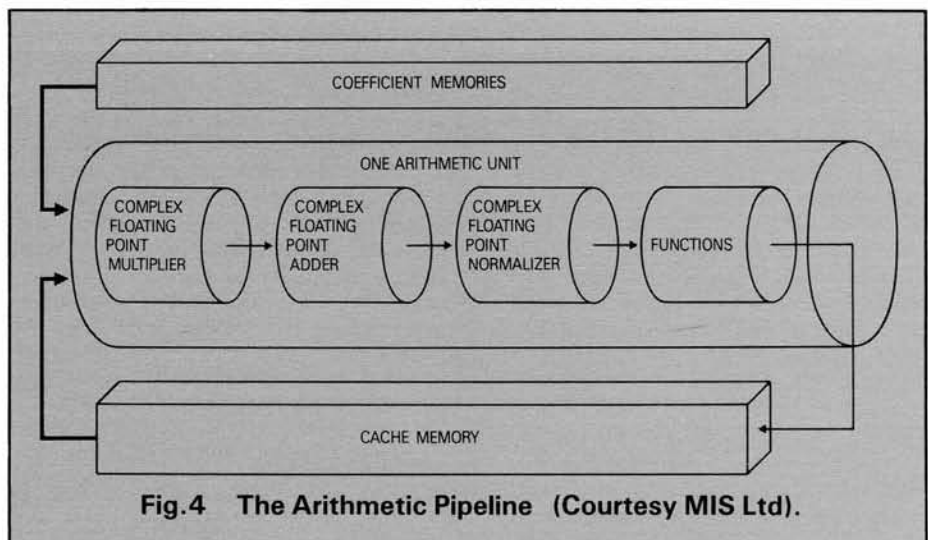 COEFFICIENT MEMORIES
ONE ARITHMETIC UNIT
COMPLEX
FLOATING
POINT
MULTIPLIER
COMPLEX
FLOATING
POINT
ADDER
COMPLEX
FLOATING
POINT
NORMALIZER
FUNCTIONS
CACHE MEMORY
Fig.4 The Arithmetic Pipeline (Courtesy MIS Ltd).